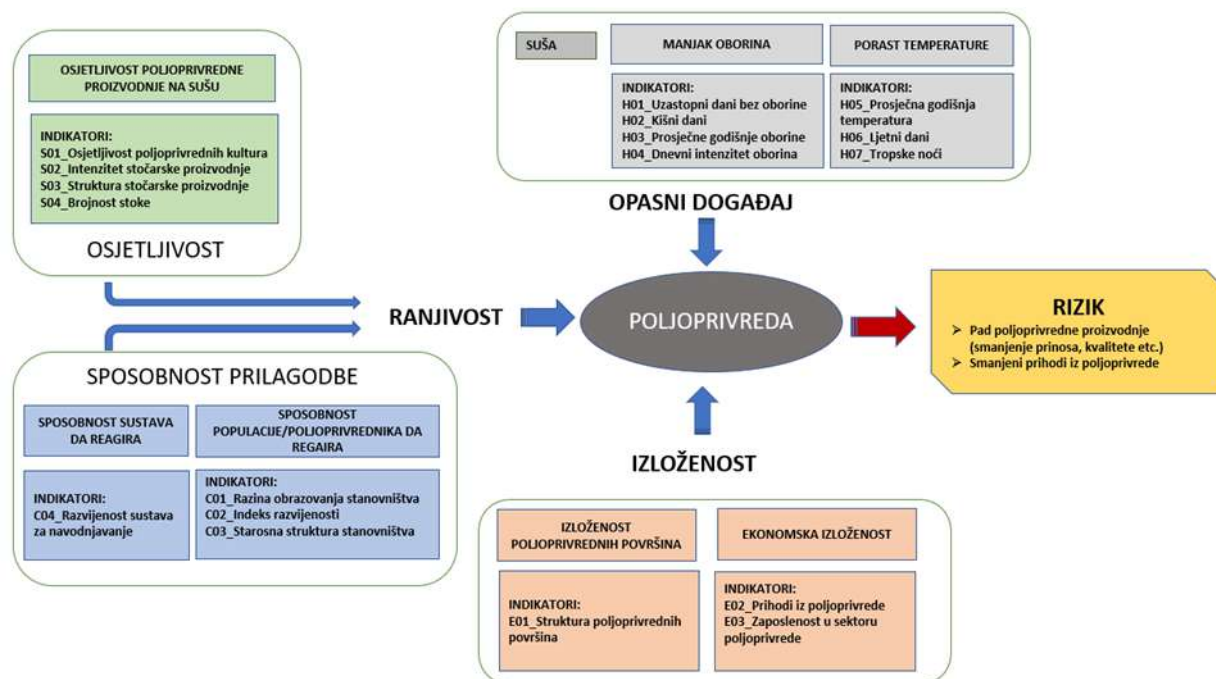 OSJETLJIVOST POLJOPRIVREDNE
PROIZVODNJE NA SUŠU
INDIKATORI:
S01_Osjetljivost poljoprivrednih kultura
S02_Intenzitet stočarske proizvodnje
S03_Struktura stočarske proizvodnje
S04_Brojnost stoke
OSJETLJIVOST
SUŠA
MANJAK OBORINA
INDIKATORI:
H01_Uzastopni dani bez oborine
H02_Kišni dani
H03_Prosječne godišnje oborine
H04_Dnevni intenzitet oborina
PORAST TEMPERATURE
INDIKATORI:
H05_Prosječna godišnja
temperatura
H06_Ljetni dani
H07_Tropske noći
OPASNI DOGAĐAJ
RANJIVOST
POLJOPRIVREDA
RIZIK
➢ Pad poljoprivredne proizvodnje
(smanjenje prinosa, kvalitete etc.)
➢ Smanjeni prihodi iz poljoprivrede
SPOSOBNOST PRILAGODBE
SPOSOBNOST SUSTAVA
DA REAGIRA
INDIKATORI:
C04_Razvijenost sustava
za navodnjavanje
SPOSOBNOST
POPULACIJE/POLJOPRIVREDNIKA DA
REGAIRA
INDIKATORI:
C01_Razina obrazovanja stanovništva
C02_Indeks razvijenosti
C03_Starosna struktura stanovništva
IZLOŽENOST
IZLOŽENOST
POLJOPRIVREDNIH POVRŠINA
INDIKATORI:
E01_Struktura poljoprivrednih
površina
EKONOMSKA IZLOŽENOST
INDIKATORI:
E02_Prihodi iz poljoprivrede
E03_Zaposlenost u sektoru
poljoprivrede